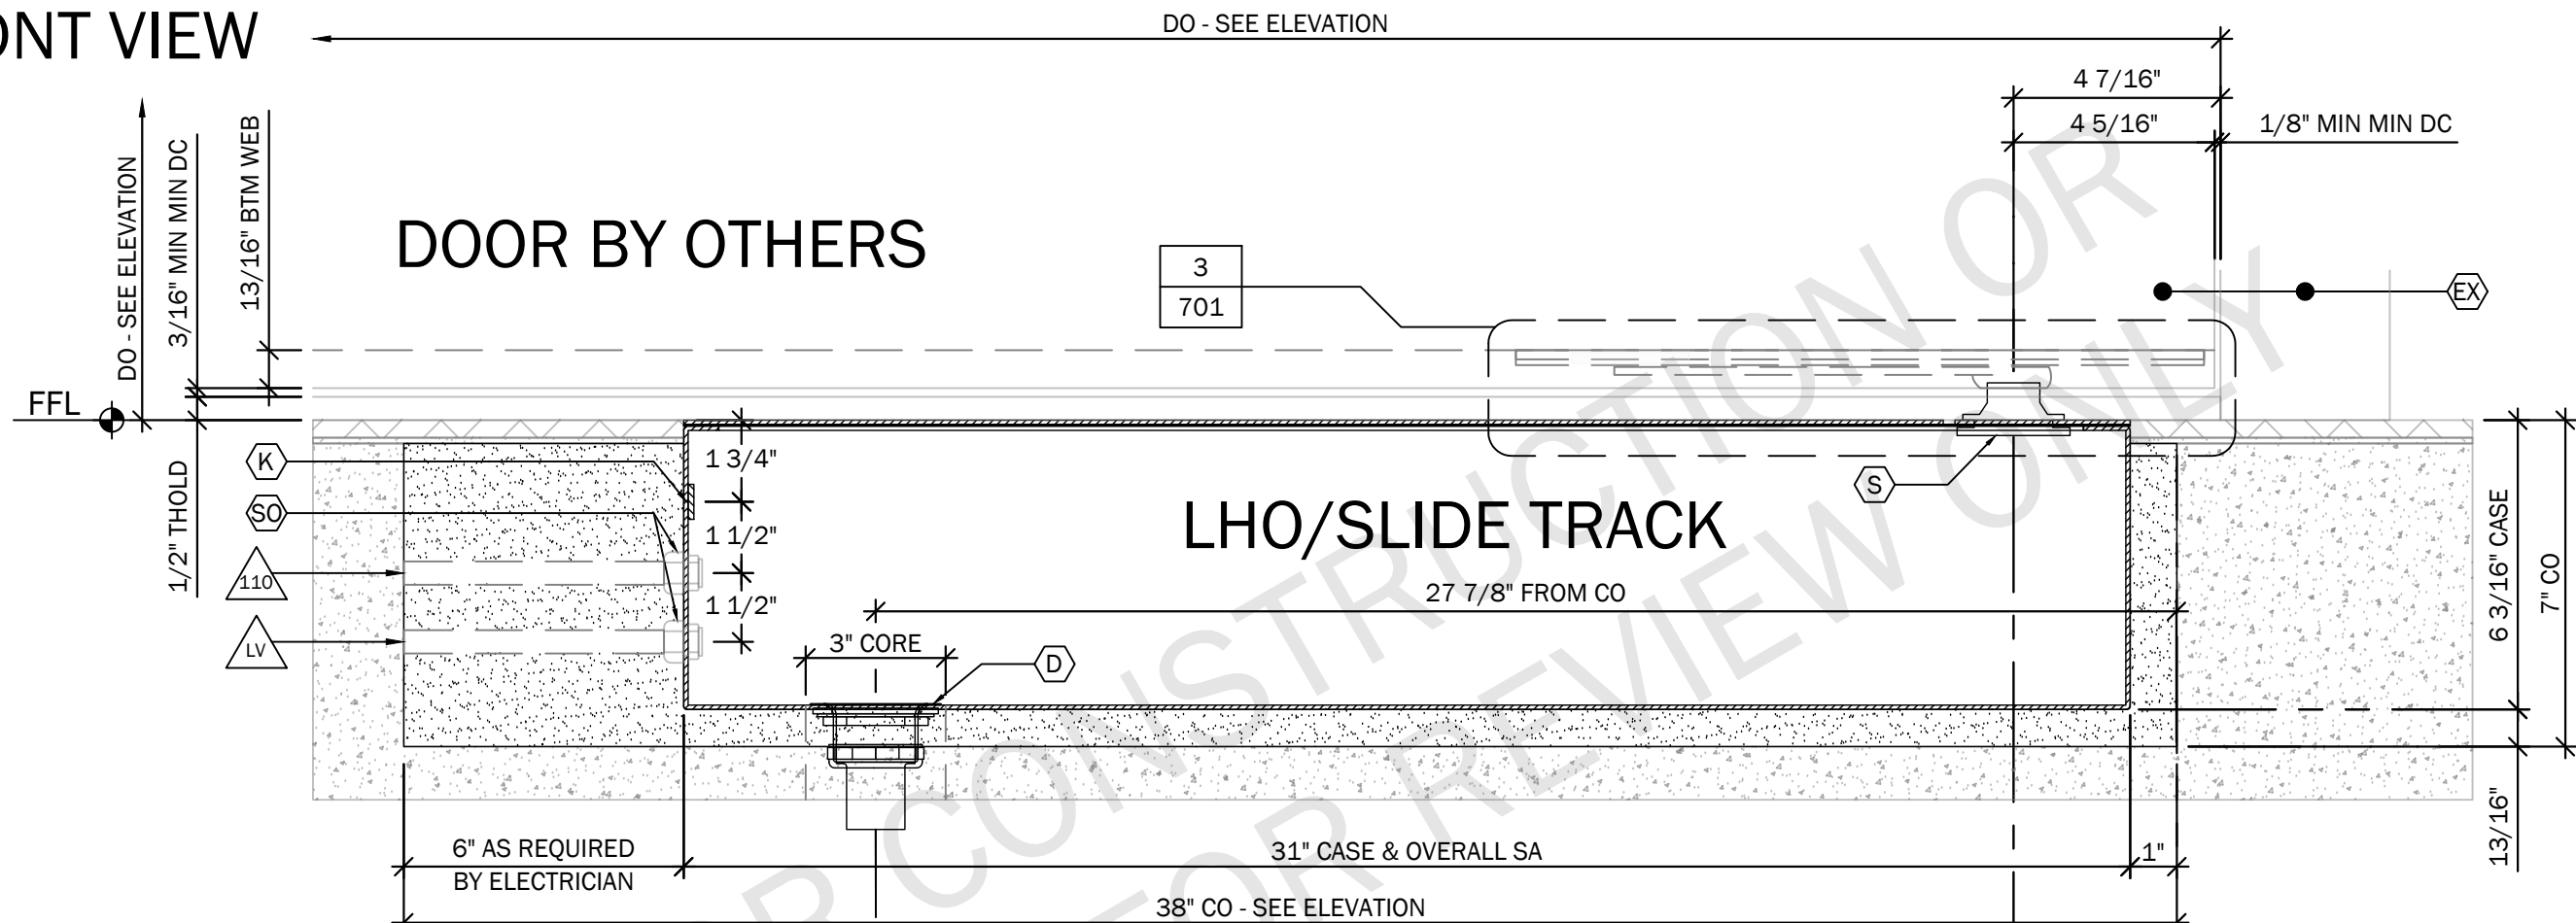 ONT VIEW
DO - SEE ELEVATION
4 7/16"
4 5/16"
1/8" MIN MIN DC
DO - SEE ELEVATION
3/16" MIN MIN DC
13/16" BTM WEB
DOOR BY OTHERS
3
701
EX
FFL
1/2" THOLD
K
SO
110
LV
1 3/4"
1 1/2"
1 1/2"
LHO/SLIDE TRACK
S
27 7/8" FROM CO
3" CORE
D
6 3/16" CASE
7" CO
13/16"
6" AS REQUIRED
BY ELECTRICIAN
31" CASE & OVERALL SA
1"
38" CO - SEE ELEVATION
R CONSTRUCTION OR
FOR REVIEW ONLY